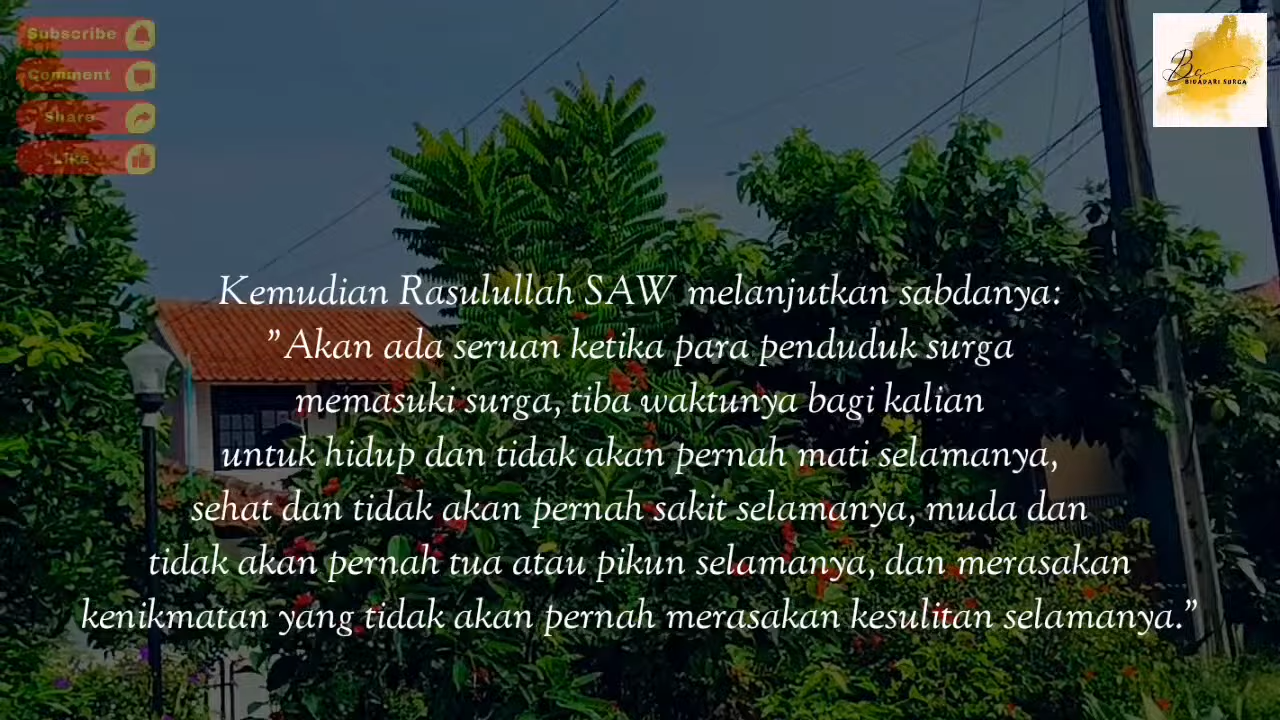 Subscribe
Comment
Share
Like
Bs
BIDADARI SURGA
Kemudian Rasulullah SAW melanjutkan sabdanya:
"Akan ada seruan ketika para penduduk surga
memasuki surga, tiba waktunya bagi kalian
untuk hidup dan tidak akan pernah mati selamanya,
sehat dan tidak akan pernah sakit selamanya, muda dan
tidak akan pernah tua atau pikun selamanya, dan merasakan
kenikmatan yang tidak akan pernah merasakan kesulitan selamanya."